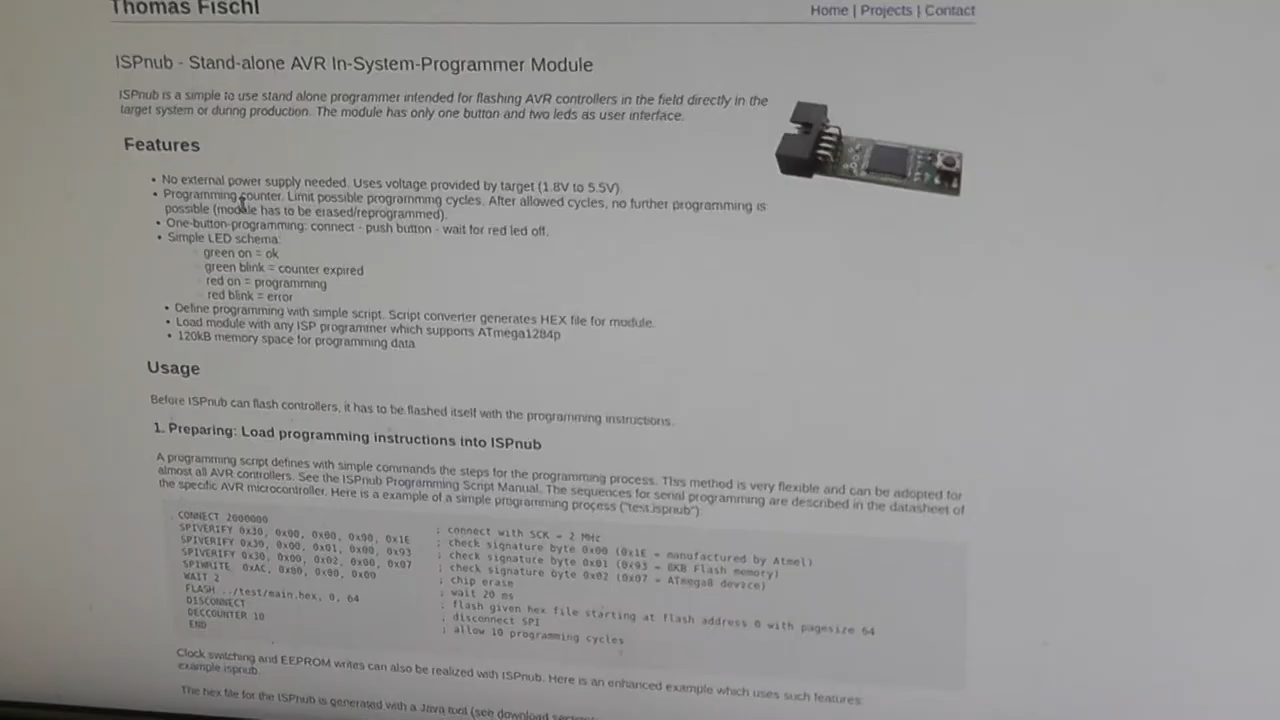 Thomas Fischl
Home | Projects | Contact
ISPnub - Stand-alone AVR In-System-Programmer Module
ISPnub is a simple to use stand alone programmer intended for flashing AVR controllers in the field directly in the
target system or during production. The module has only one button and two leds as user interface.
Features
• No external power supply needed. Uses voltage provided by target (1.8V to 5.5V).
• Programming counter. Limit possible programming cycles. After allowed cycles, no further programming is
possible (module has to be erased/reprogrammed).
• One-button-programming: connect - push button - wait for red led off.
• Simple LED schema:
green on = ok
green blink = counter expired
red on = programming
red blink = error
• Define programming with simple script. Script converter generates HEX file for module.
• Load module with any ISP programmer which supports ATmega1284p
• 120kB memory space for programming data
Usage
Before ISPnub can flash controllers, it has to be flashed itself with the programming instructions.
1. Preparing: Load programming instructions into ISPnub
A programming script defines with simple commands the steps for the programming process. This method is very flexible and can be adopted for
almost all AVR controllers. See the ISPnub Programming Script Manual. The sequences for serial programming are described in the datasheet of
the specific AVR microcontroller. Here is a example of a simple programming process ("test.ispnub"):
CONNECT 2000000 ; connect with SCK = 2 MHz
SPIVERIFY 0x30, 0x00, 0x00, 0x00, 0x1E ; check signature byte 0x00 (0x1E = manufactured by Atmel)
SPIVERIFY 0x30, 0x00, 0x01, 0x00, 0x93 ; check signature byte 0x01 (0x93 = 8KB Flash memory)
SPIVERIFY 0x30, 0x00, 0x02, 0x00, 0x07 ; check signature byte 0x02 (0x07 = ATmega8 device)
SPIWRITE 0xAC, 0x80, 0x00, 0x00 ; chip erase
WAIT 2 ; wait 20 ms
FLASH ../test/main.hex, 0, 64 ; flash given hex file starting at flash address 0 with pagesize 64
DISCONNECT ; disconnect SPI
DECCOUNTER 10 ; allow 10 programming cycles
END
Clock switching and EEPROM writes can also be realized with ISPnub. Here is an enhanced example which uses such features:
example.ispnub.
The hex file for the ISPnub is generated with a Java tool (see download section)